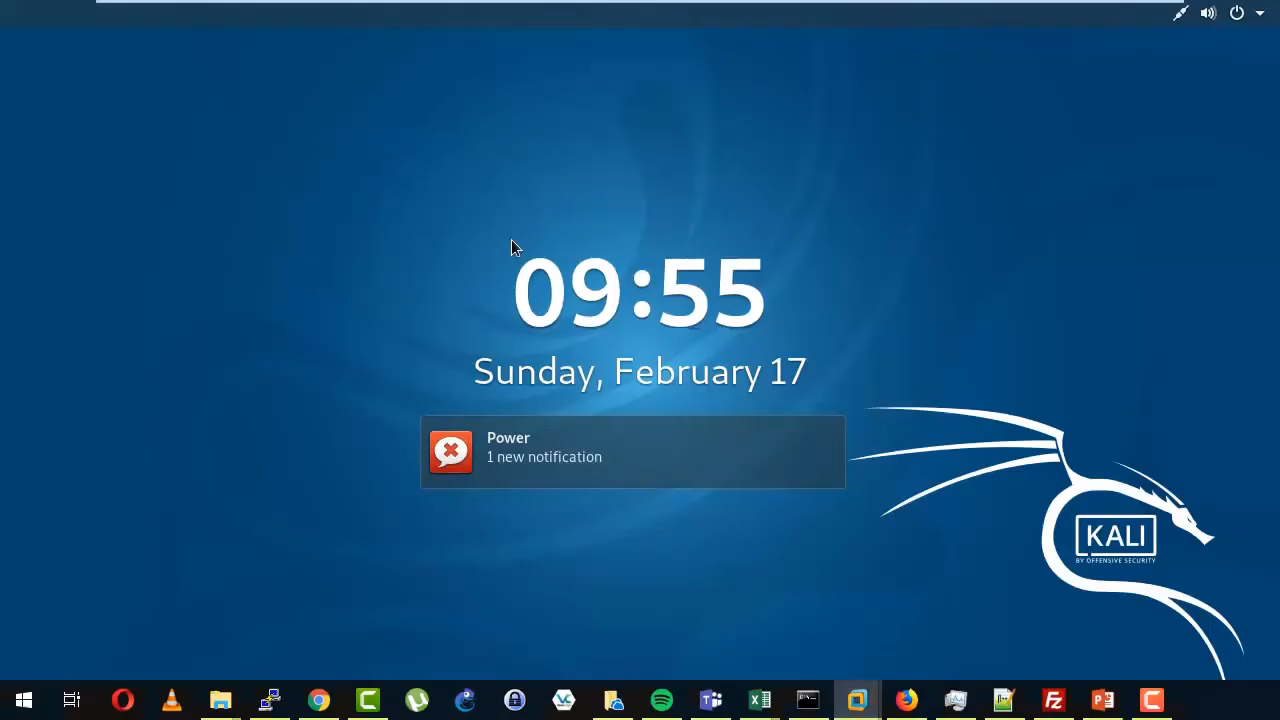 09:55
Sunday, February 17
Power
1 new notification
KALI
BY OFFENSIVE SECURITY